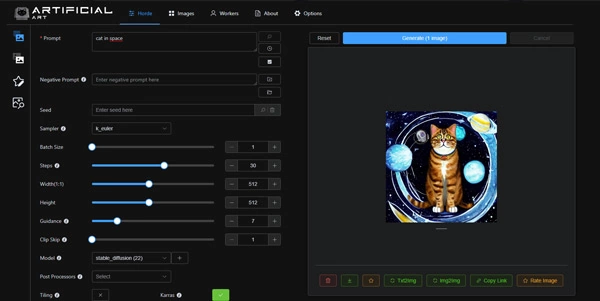 ARTIFICIAL
ART
Horde
Images
Workers
About
Options
* Prompt
cat in space
Negative Prompt
Enter negative prompt here
Seed
Enter seed here
Sampler
k_euler
Batch Size
1
Steps
30
Width(1:1)
512
Height
512
Guidance
7
Clip Skip
1
Model
stable_diffusion (22)
Post Processors
Select
Tiling
Karras
Reset
Generate (1 image)
Cancel
Txt2Img
Img2Img
Copy Link
Rate Image